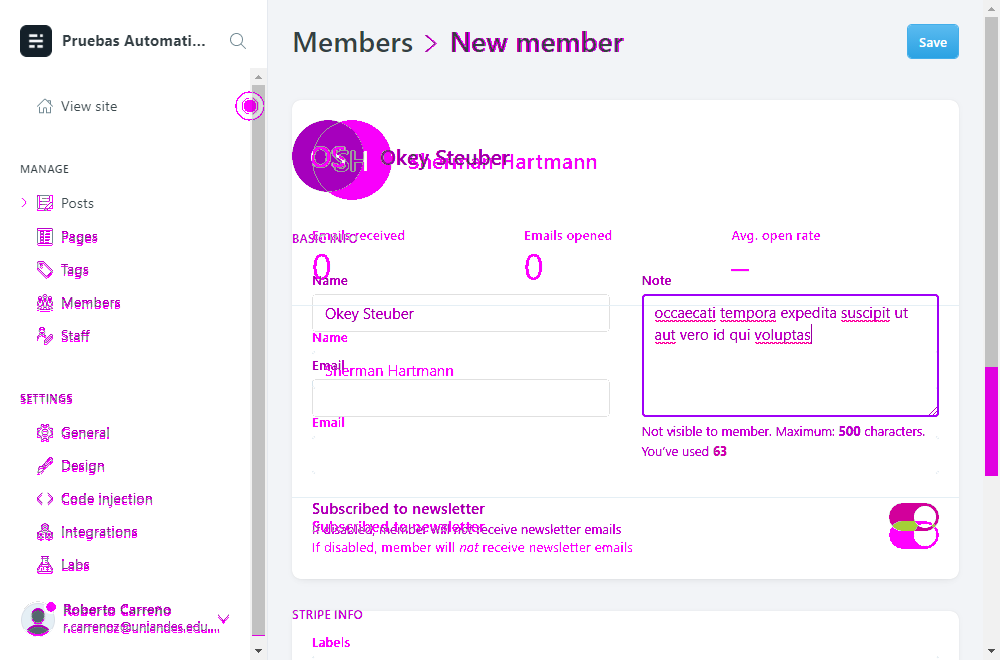 Pruebas Automati...
Members > New member
Save
View site
MANAGE
Posts
Pages
Tags
Members
Staff
SETTINGS
General
Design
Code injection
Integrations
Labs
Roberto Carreño
r.carrenoz@uniandes.edu....
OS
SH
Okey Steuber
Sherman Hartmann
BASIC INFO
Emails received
Emails opened
Avg. open rate
0
0
—
Name
Note
Okey Steuber
occaecati tempora expedita suscipit ut
aut vero id qui voluptas
Name
Email
Sherman Hartmann
Email
Not visible to member. Maximum: 500 characters.
You've used 63
Subscribed to newsletter
Subscribed to newsletter
If disabled, member will not receive newsletter emails
If disabled, member will not receive newsletter emails
STRIPE INFO
Labels